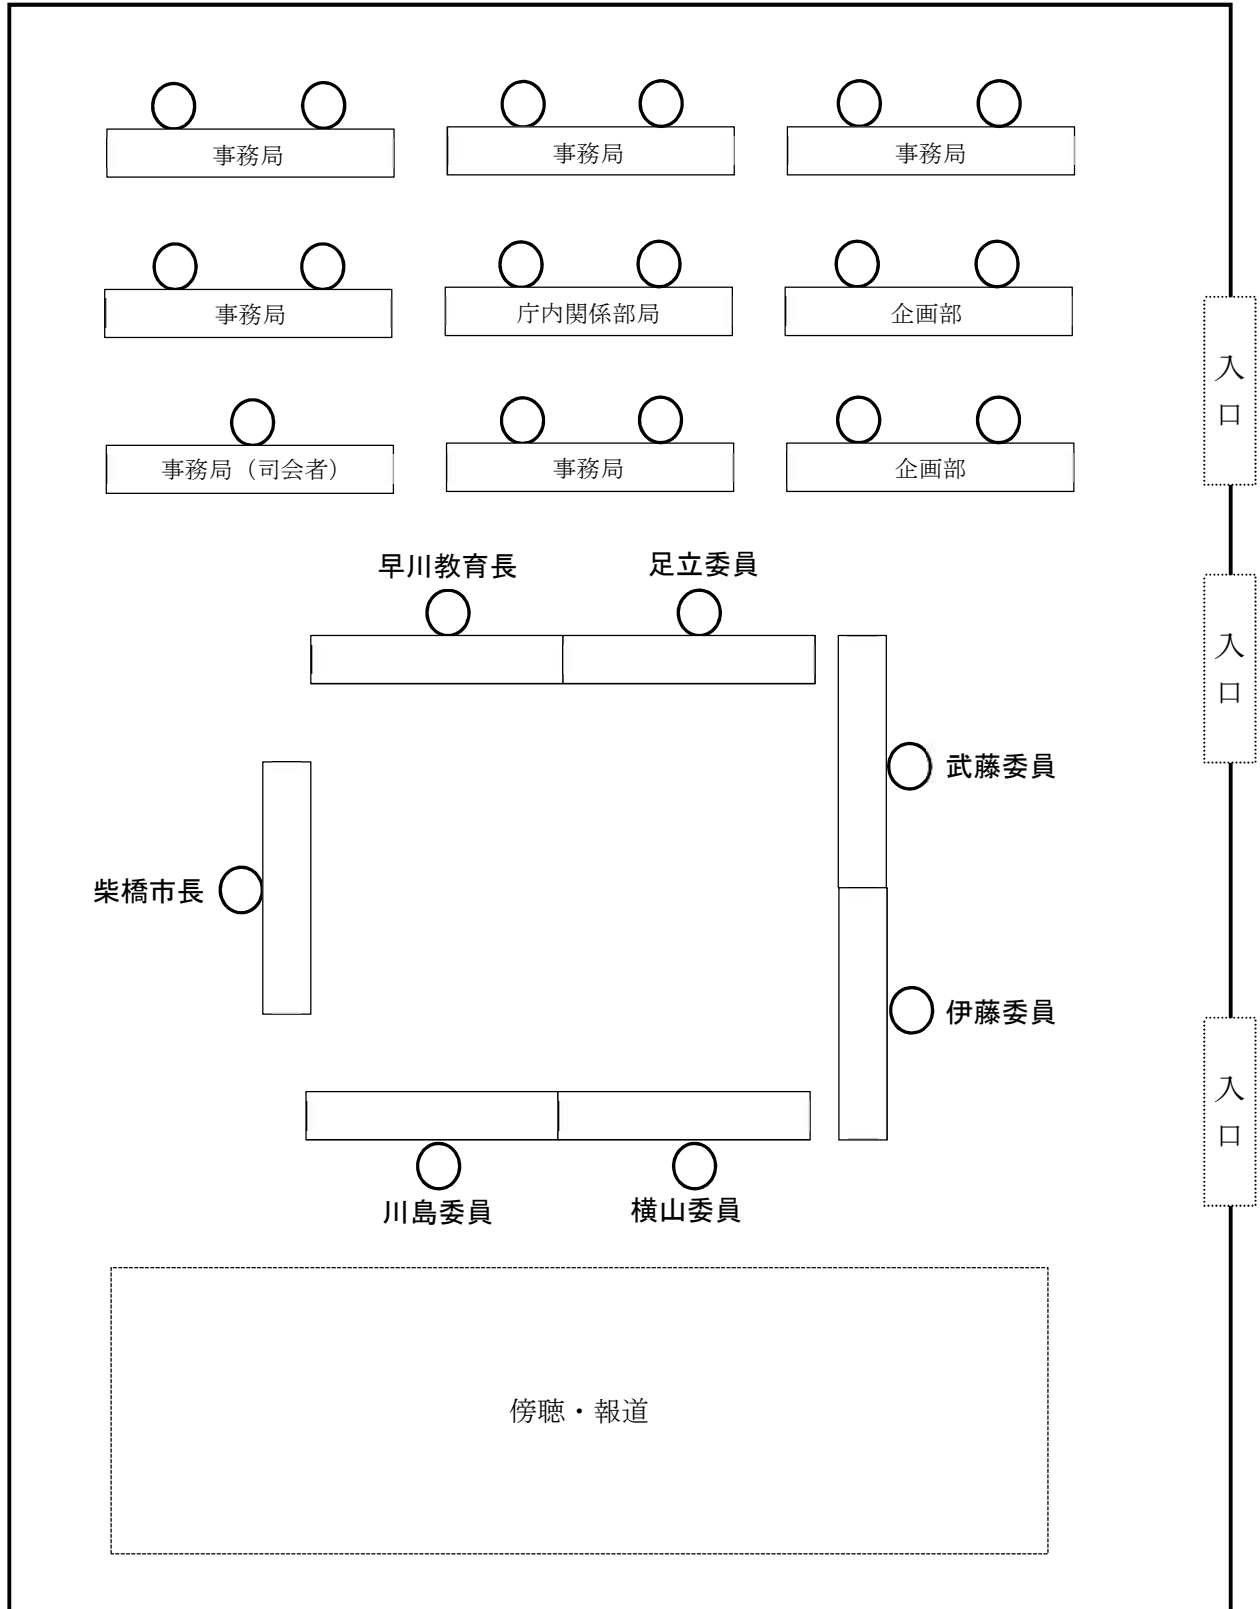 事務局
事務局
事務局
事務局
庁内関係部局
企画部
事務局（司会者）
事務局
企画部
入口
早川教育長
足立委員
入口
武藤委員
柴橋市長
伊藤委員
入口
川島委員
横山委員
傍聴・報道